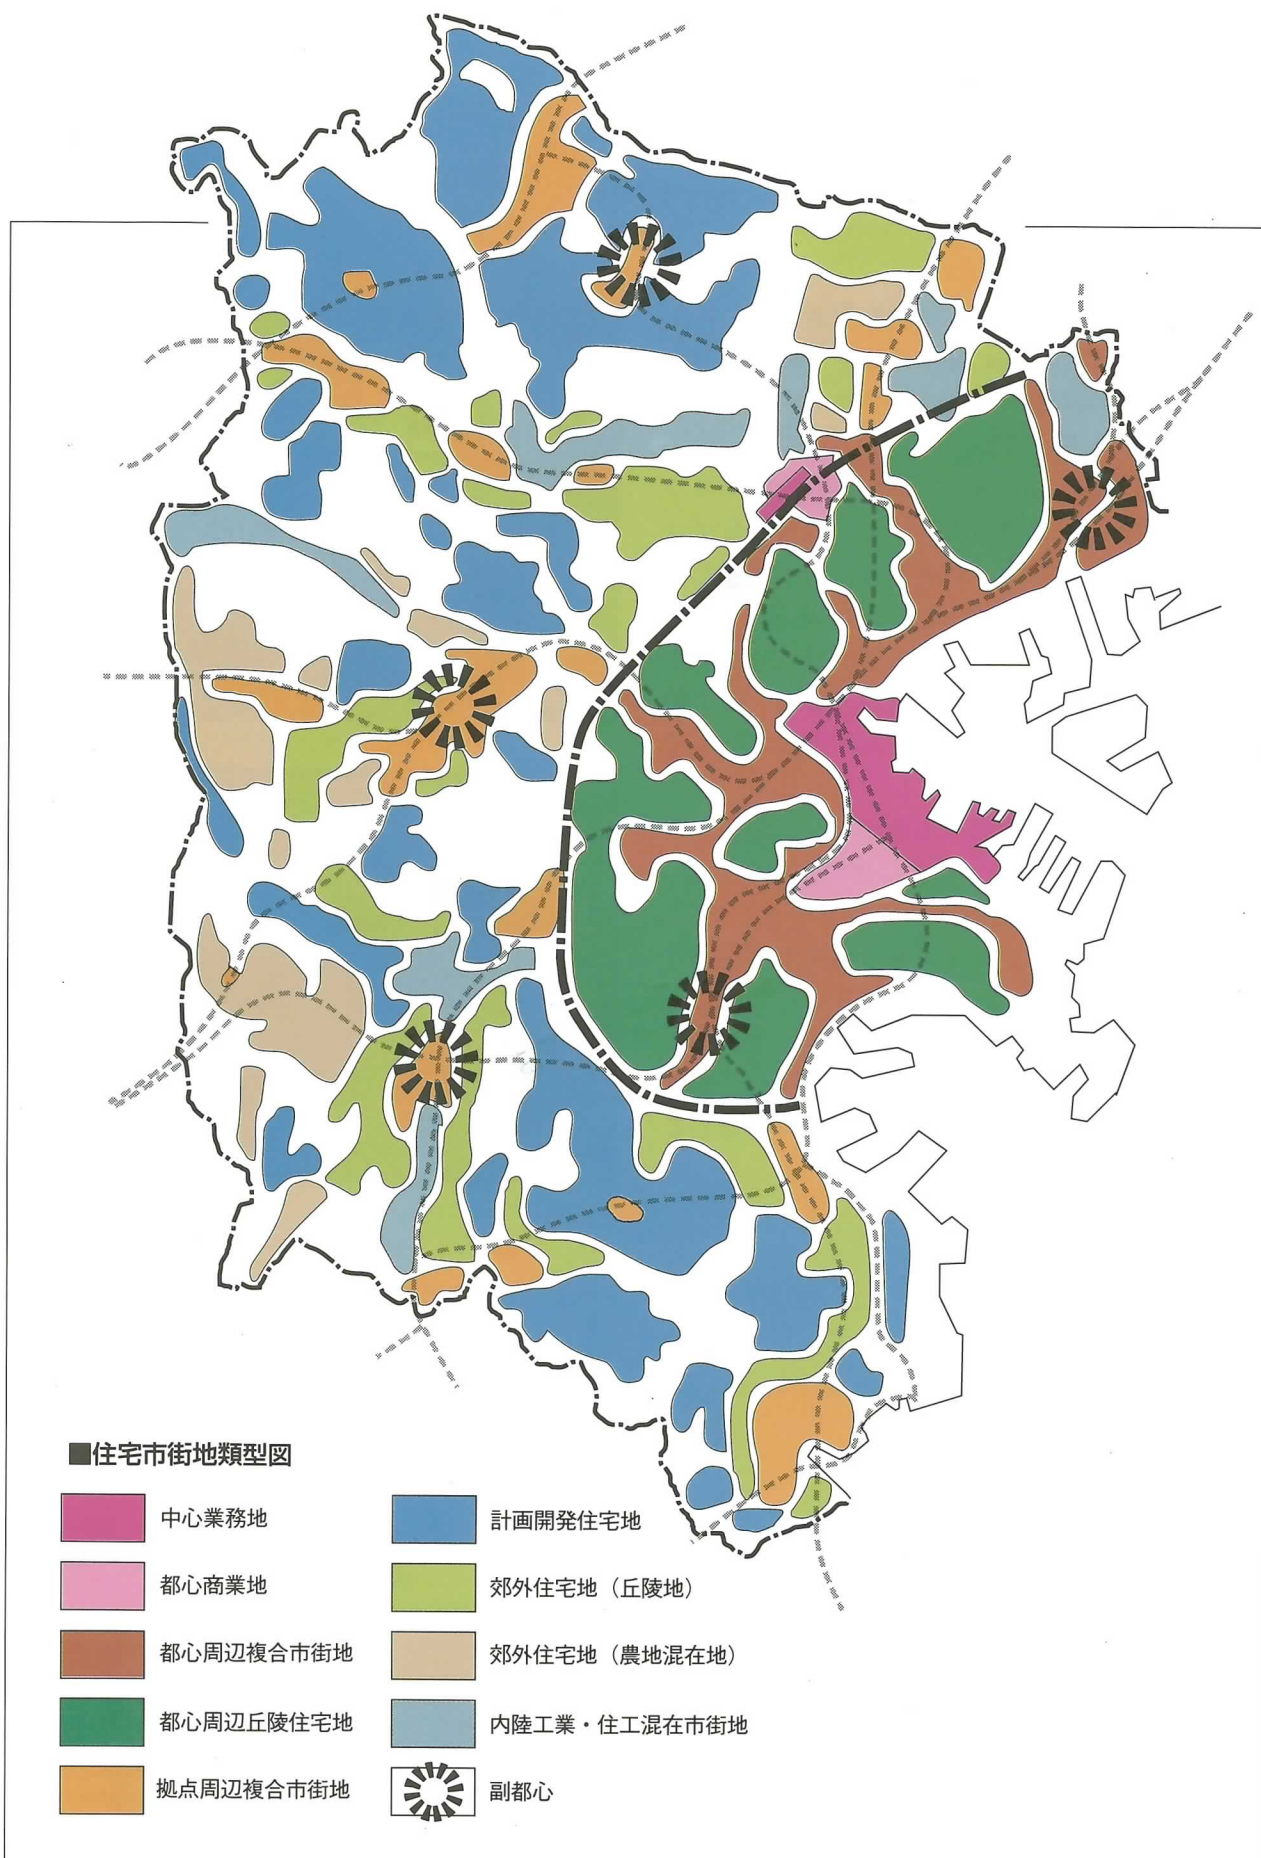 ■住宅市街地類型図
中心業務地
都心商業地
都心周辺複合市街地
都心周辺丘陵住宅地
拠点周辺複合市街地
計画開発住宅地
郊外住宅地（丘陵地）
郊外住宅地（農地混在地）
内陸工業・住工混在市街地
副都心